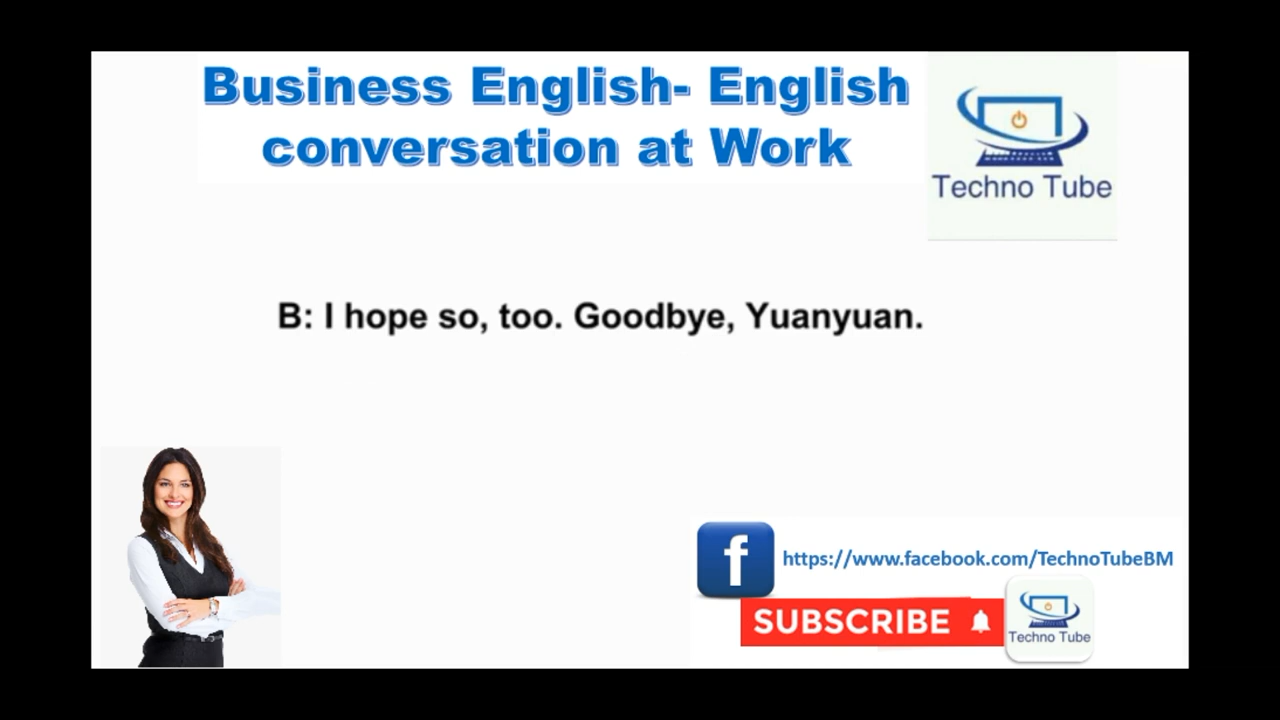 Business English- English
conversation at Work
Techno Tube
B: I hope so, too. Goodbye, Yuanyuan.
f
https://www.facebook.com/TechnoTubeBM
SUBSCRIBE
Techno Tube